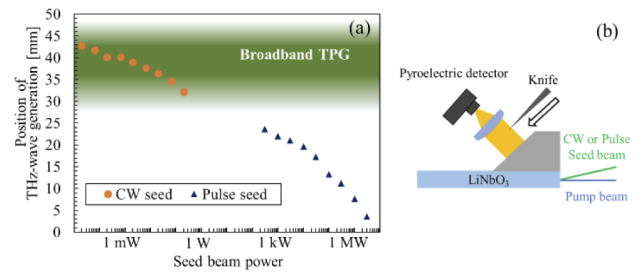 (a)
Broadband TPG
Position of
THz-wave generation [mm]
50
45
40
35
30
25
20
15
10
5
0
CW seed
Pulse seed
1 mW
1 W
1 kW
1 MW
Seed beam power
(b)
Pyroelectric detector
Knife
CW or Pulse
Seed beam
LiNbO₃
Pump beam